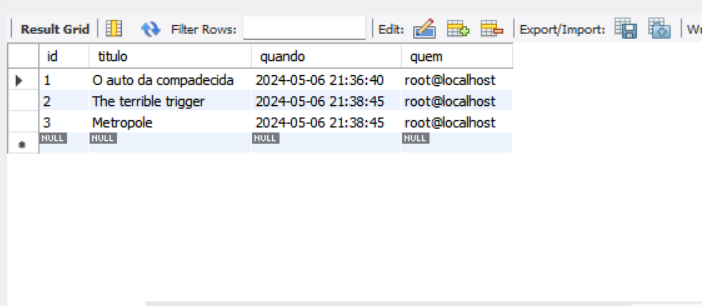 Result Grid Filter Rows: Edit: Export/Import: Wr
id titulo quando quem
1 O auto da compadecida 2024-05-06 21:36:40 root@localhost
2 The terrible trigger 2024-05-06 21:38:45 root@localhost
3 Metropole 2024-05-06 21:38:45 root@localhost
NULL NULL NULL NULL